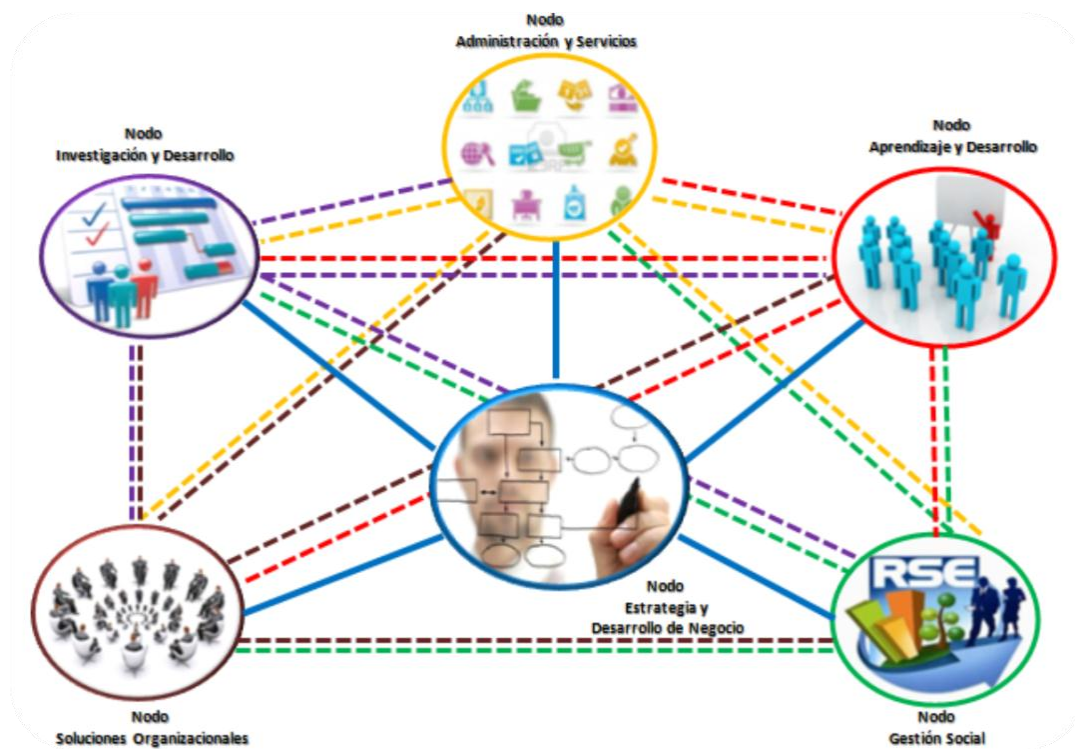 Nodo
Administración y Servicios
Nodo
Investigación y Desarrollo
Nodo
Aprendizaje y Desarrollo
Nodo
Estrategia y
Desarrollo de Negocio
RSE
Nodo
Soluciones Organizacionales
Nodo
Gestión Social